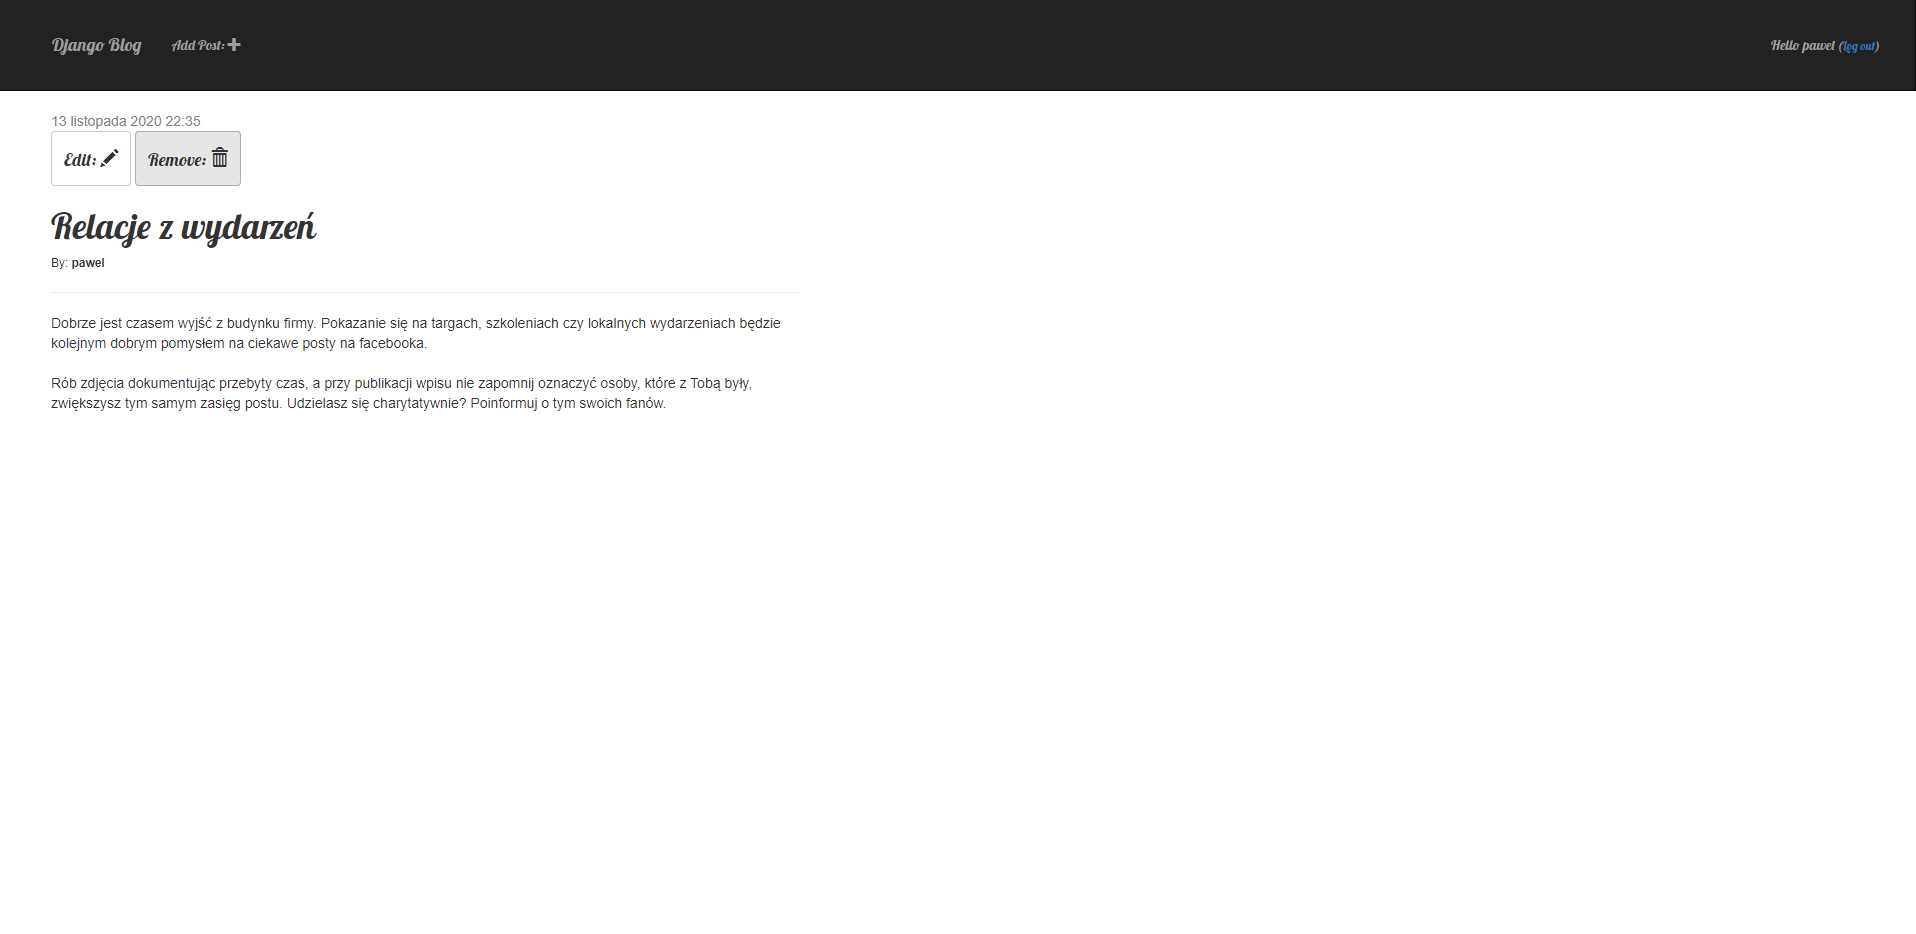 Django Blog Add Post: Hello pawel (log out)
13 listopada 2020 22:35
Edit: Remove:
Relacje z wydarzeń
By: pawel
Dobrze jest czasem wyjść z budynku firmy. Pokazanie się na targach, szkoleniach czy lokalnych wydarzeniach będzie
kolejnym dobrym pomysłem na ciekawe posty na facebooka.
Rób zdjęcia dokumentując przebyty czas, a przy publikacji wpisu nie zapomnij oznaczyć osoby, które z Tobą były,
zwiększysz tym samym zasięg postu. Udzielasz się charytatywnie? Poinformuj o tym swoich fanów.